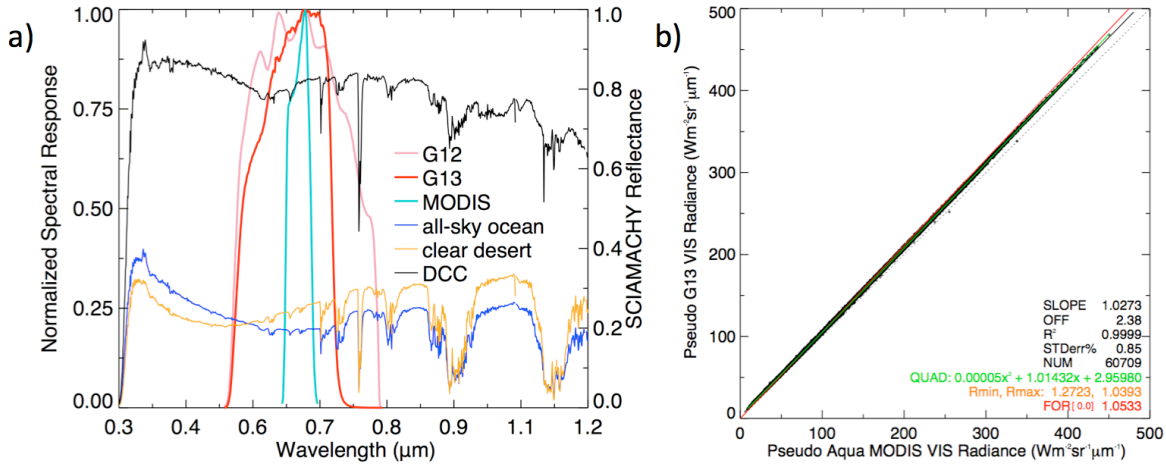 a)
Normalized Spectral Response
1.00
0.75
0.50
0.25
0.00
0.3 0.4 0.5 0.6 0.7 0.8 0.9 1.0 1.1 1.2
Wavelength (µm)
G12
G13
MODIS
all-sky ocean
clear desert
DCC
1.0
0.8
0.6
0.4
0.2
0.0
SCIAMACHY Reflectance
b)
Pseudo G13 VIS Radiance (Wm⁻²sr⁻¹µm⁻¹)
500
400
300
200
100
0
0 100 200 300 400 500
Pseudo Aqua MODIS VIS Radiance (Wm⁻²sr⁻¹µm⁻¹)
SLOPE 1.0273
OFF 2.38
R² 0.9999
STDerr% 0.85
NUM 60709
QUAD: 0.00005x² + 1.01432x + 2.95980
Rmin, Rmax: 1.2723, 1.0393
FOR[0.0] 1.0533